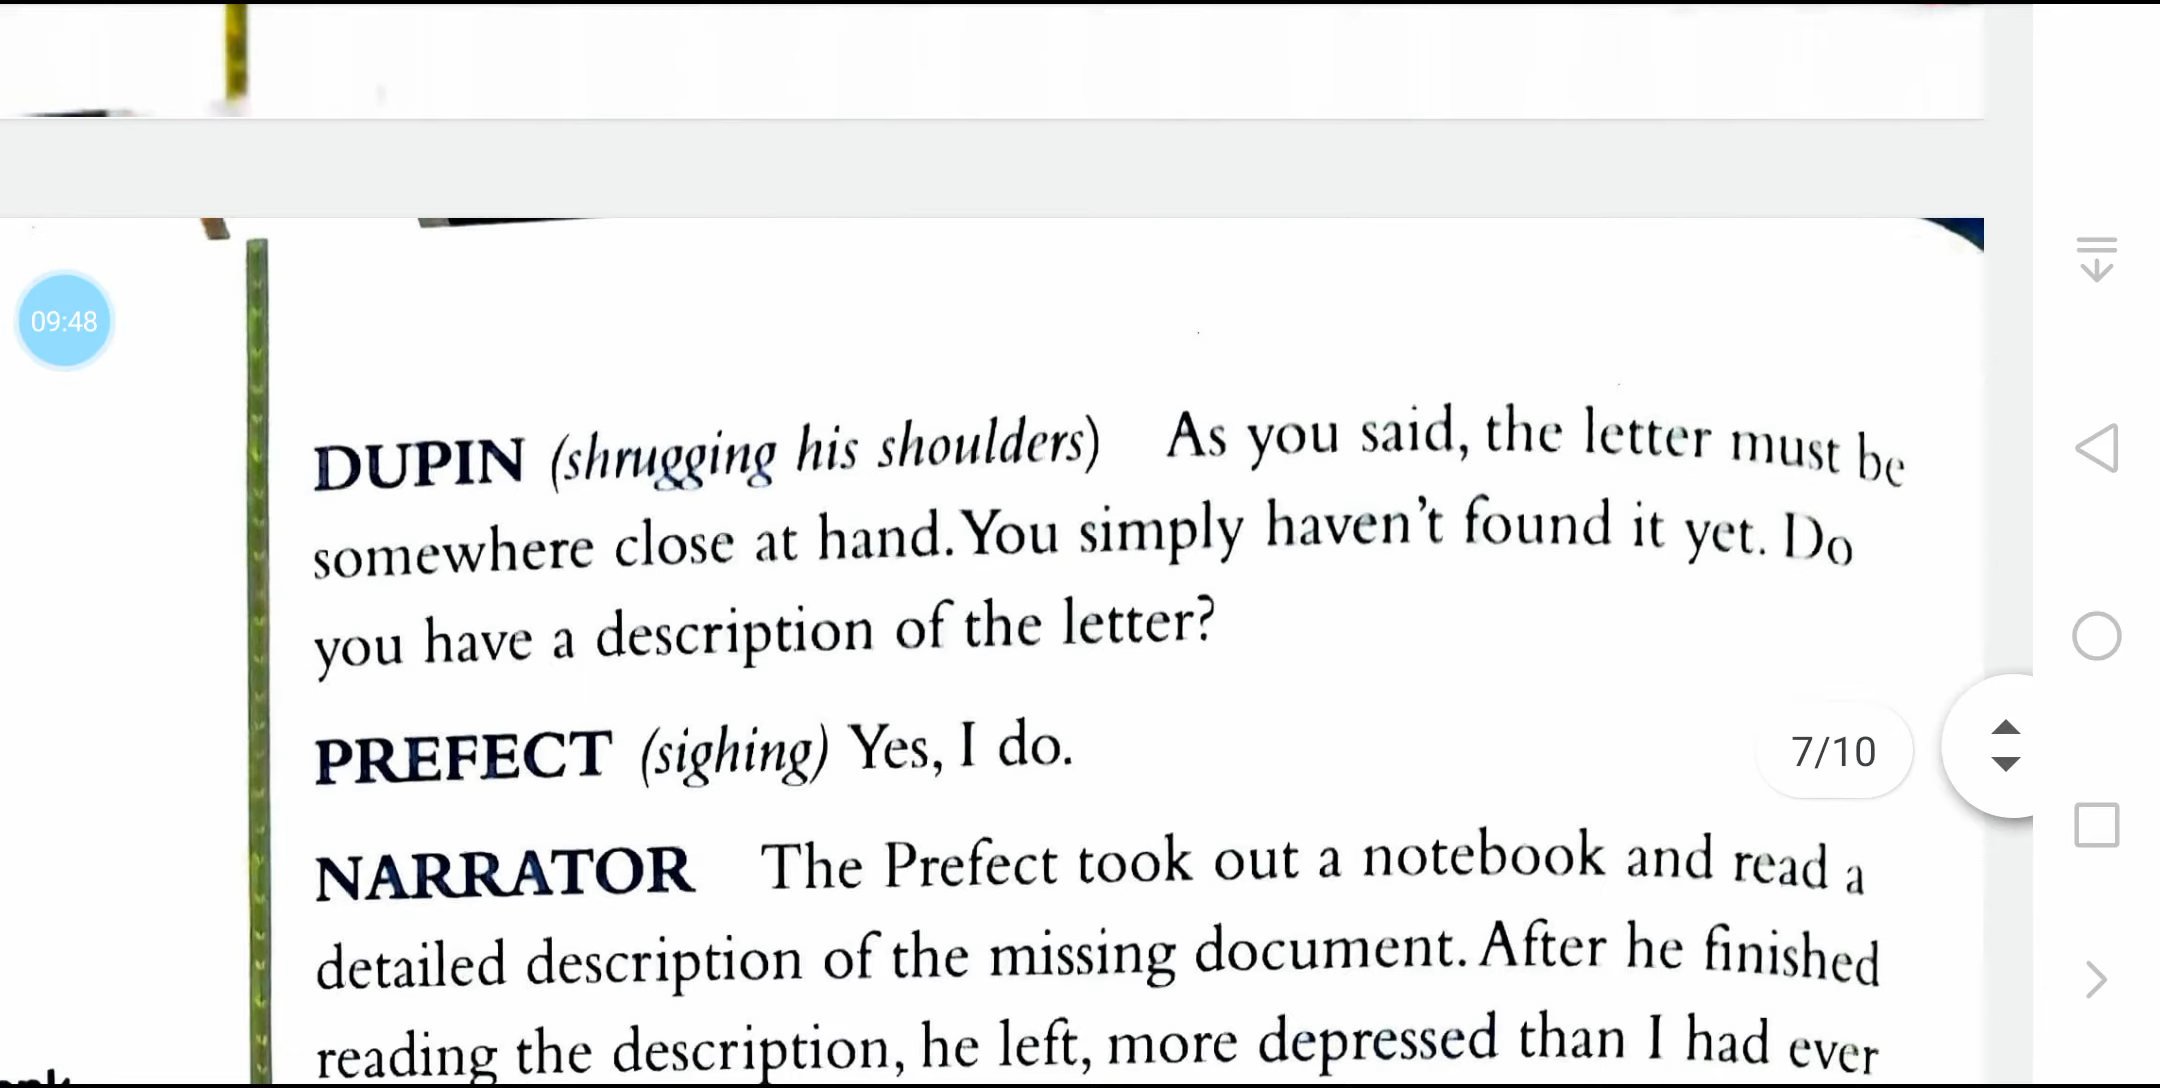 09:48
DUPIN (shrugging his shoulders) As you said, the letter must be
somewhere close at hand. You simply haven't found it yet. Do
you have a description of the letter?
PREFECT (sighing) Yes, I do.
7/10
NARRATOR The Prefect took out a notebook and read a
detailed description of the missing document. After he finished
reading the description, he left, more depressed than I had ever